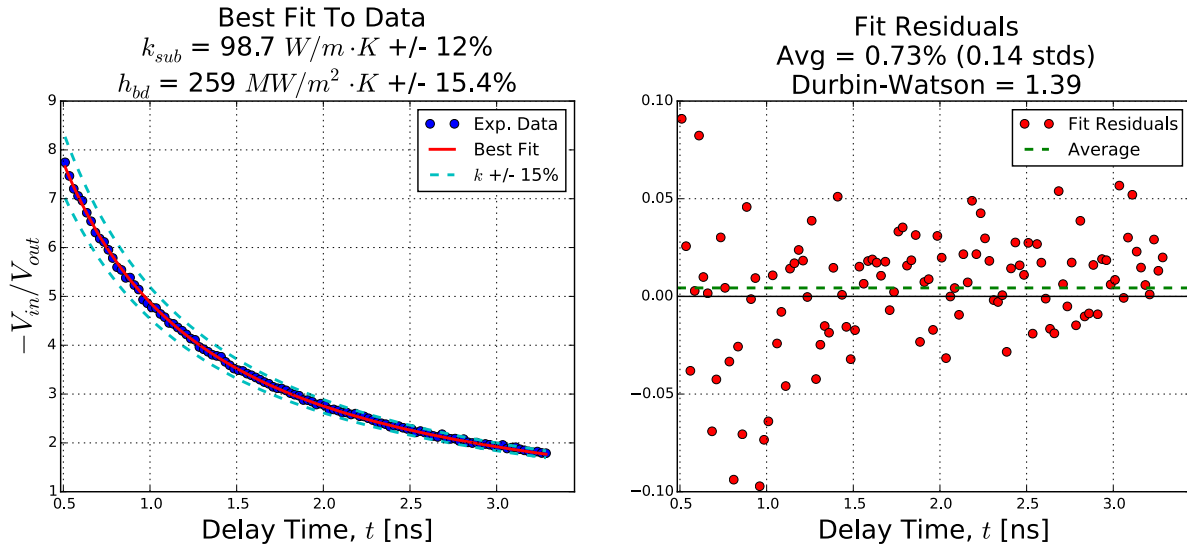 Best Fit To Data
k_sub = 98.7 W/m·K +/- 12%
h_bd = 259 MW/m² ·K +/- 15.4%
9
8
7
6
5
4
3
2
1
−V_in/V_out
Exp. Data
Best Fit
k +/- 15%
0.5 1.0 1.5 2.0 2.5 3.0
Delay Time, t [ns]
Fit Residuals
Avg = 0.73% (0.14 stds)
Durbin-Watson = 1.39
0.10
0.05
0.00
−0.05
−0.10
Fit Residuals
Average
0.5 1.0 1.5 2.0 2.5 3.0
Delay Time, t [ns]